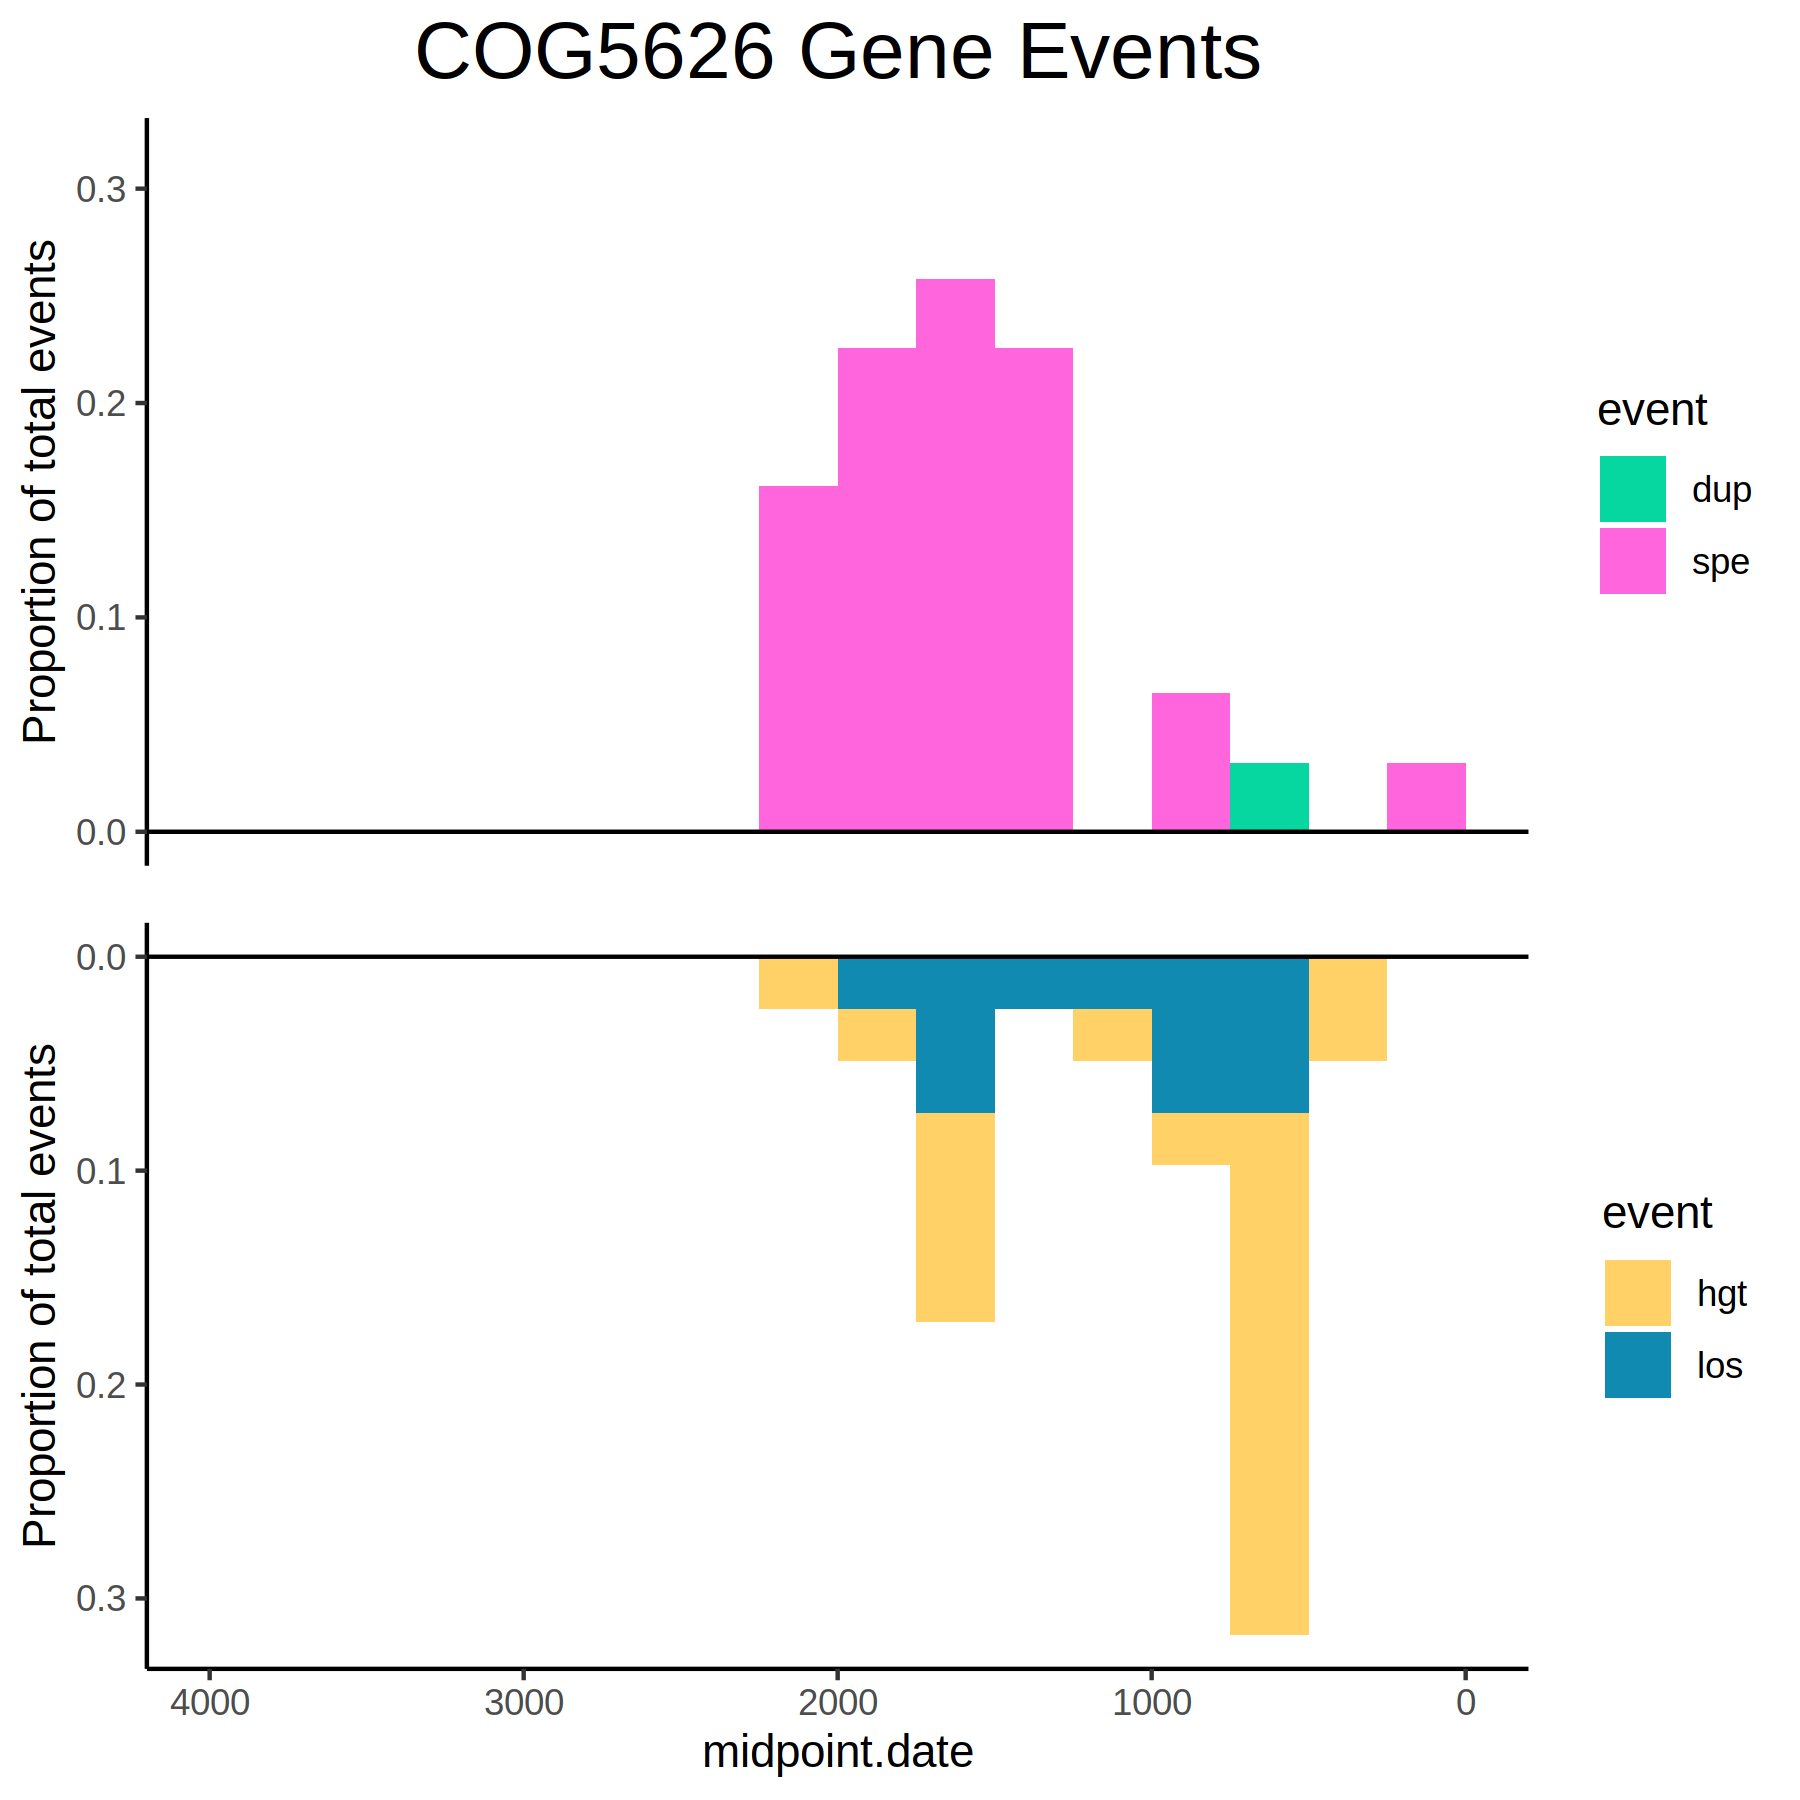 COG5626 Gene Events
Proportion of total events
0.3
0.2
0.1
0.0
event
dup
spe
Proportion of total events
0.0
0.1
0.2
0.3
event
hgt
los
4000 3000 2000 1000 0
midpoint.date